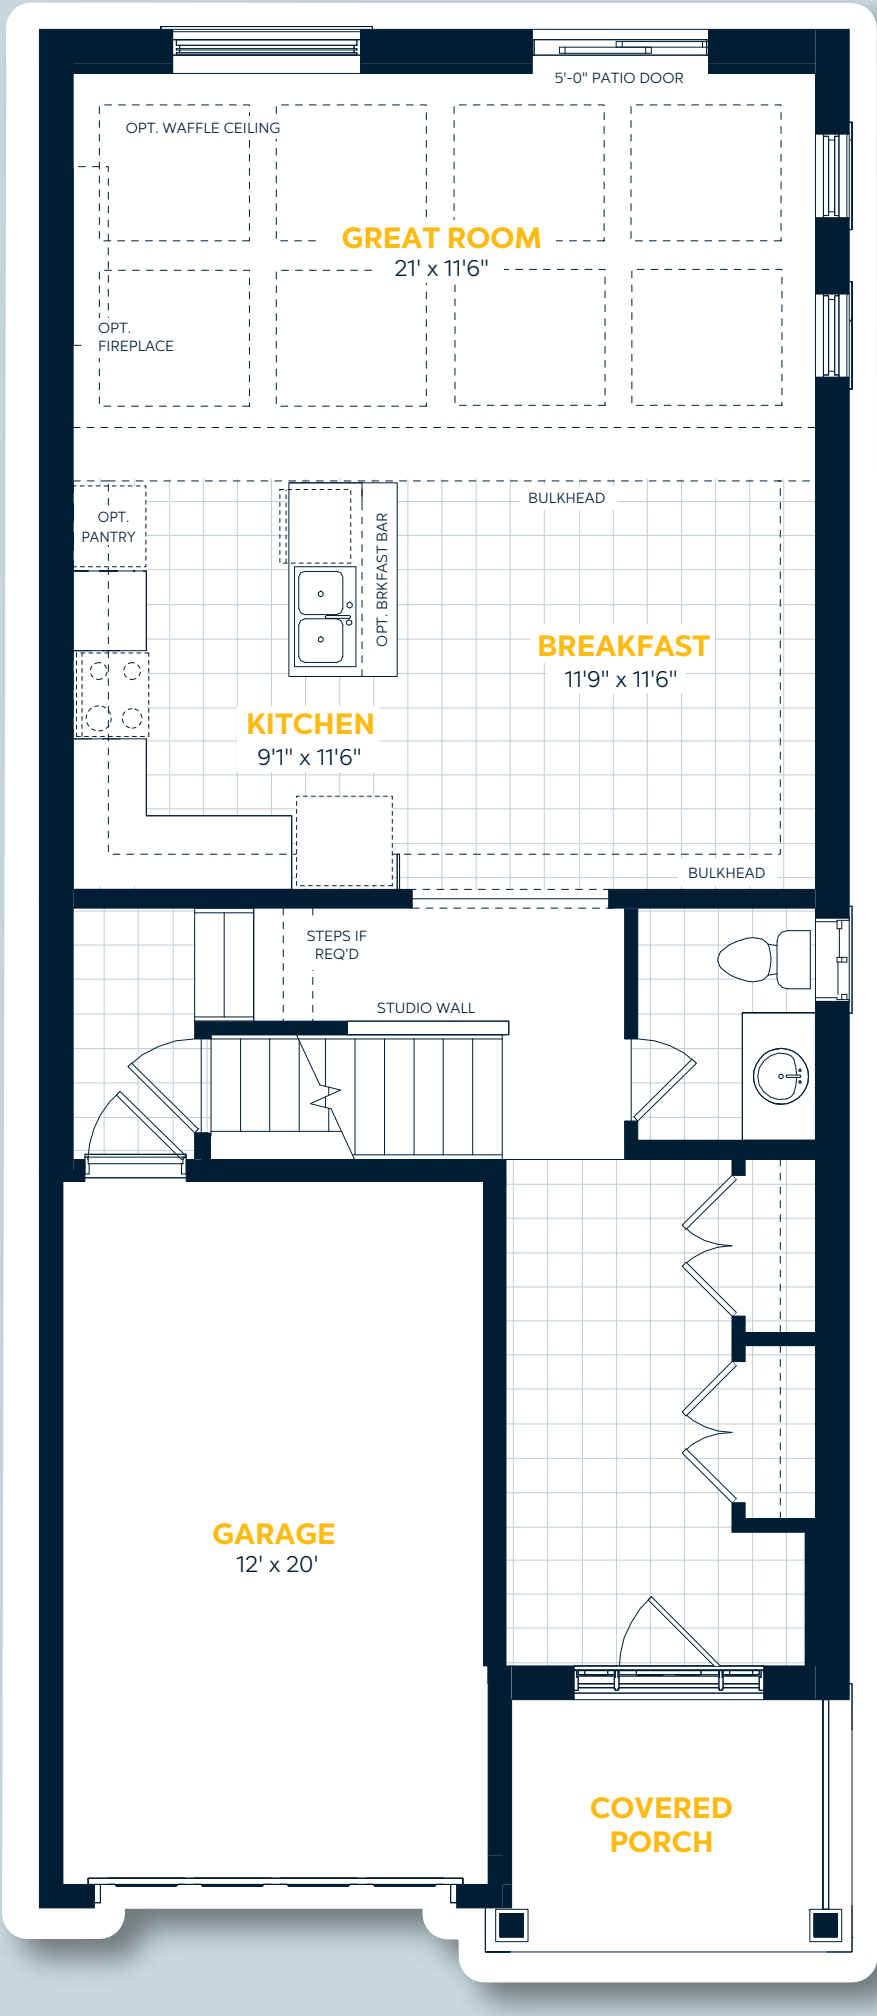 5'-0" PATIO DOOR
OPT. WAFFLE CEILING
GREAT ROOM
21' x 11'6"
OPT.
FIREPLACE
BULKHEAD
OPT.
PANTRY
OPT. BRKFAST BAR
BREAKFAST
11'9" x 11'6"
KITCHEN
9'1" x 11'6"
BULKHEAD
STEPS IF
REQ'D
STUDIO WALL
GARAGE
12' x 20'
COVERED
PORCH